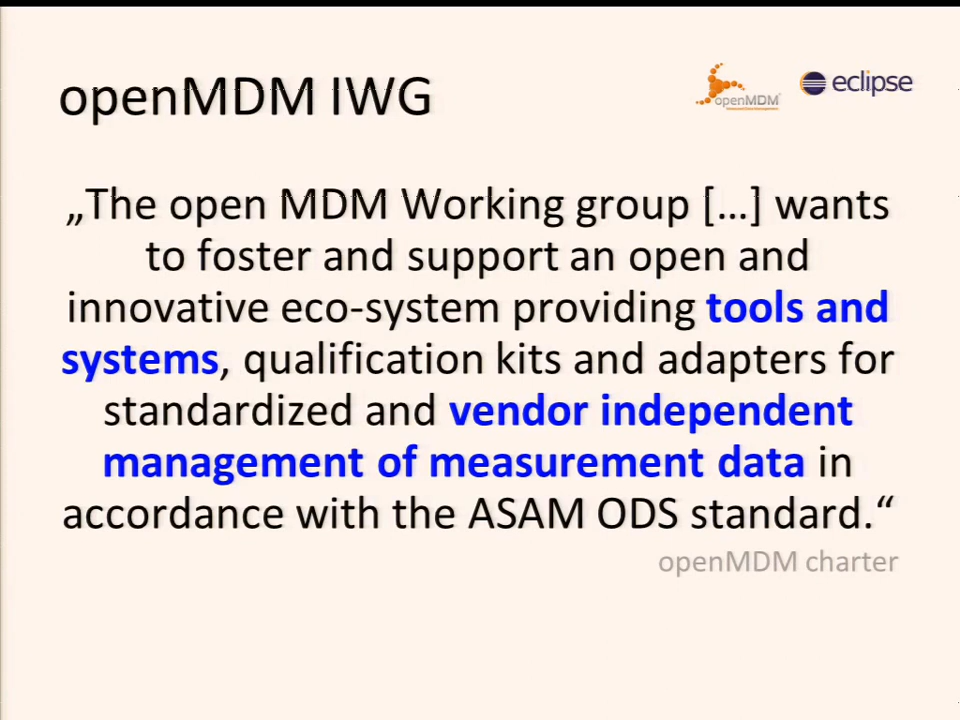 openMDM IWG
openMDM
eclipse
„The open MDM Working group […] wants
to foster and support an open and
innovative eco-system providing tools and
systems, qualification kits and adapters for
standardized and vendor independent
management of measurement data in
accordance with the ASAM ODS standard.“
openMDM charter